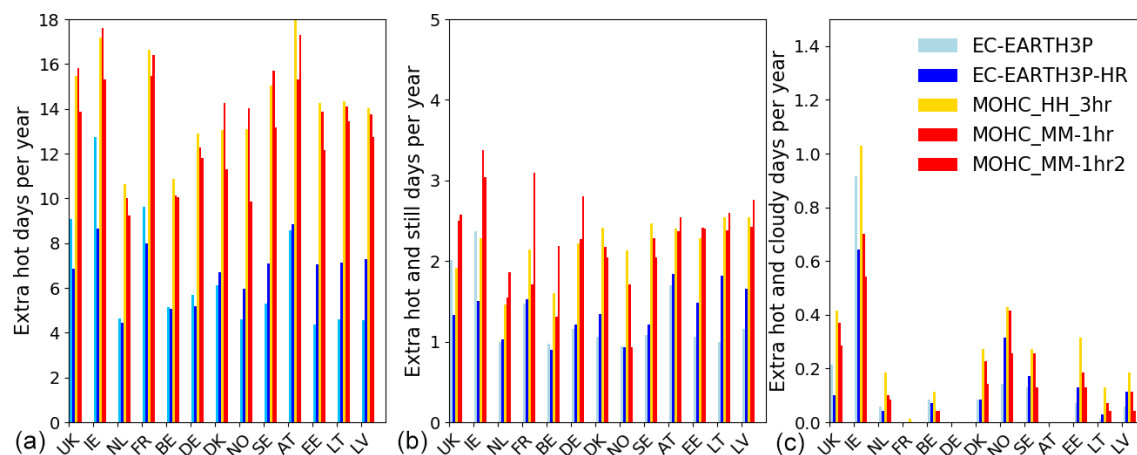 Extra hot days per year
18
16
14
12
10
8
6
4
2
0
UK IE NL FR BE DE DK NO SE AT EE LT LV
(a)
Extra hot and still days per year
5
4
3
2
1
0
UK IE NL FR BE DE DK NO SE AT EE LT LV
(b)
Extra hot and cloudy days per year
1.4
1.2
1.0
0.8
0.6
0.4
0.2
0.0
UK IE NL FR BE DE DK NO SE AT EE LT LV
(c)
EC-EARTH3P
EC-EARTH3P-HR
MOHC_HH_3hr
MOHC_MM-1hr
MOHC_MM-1hr2